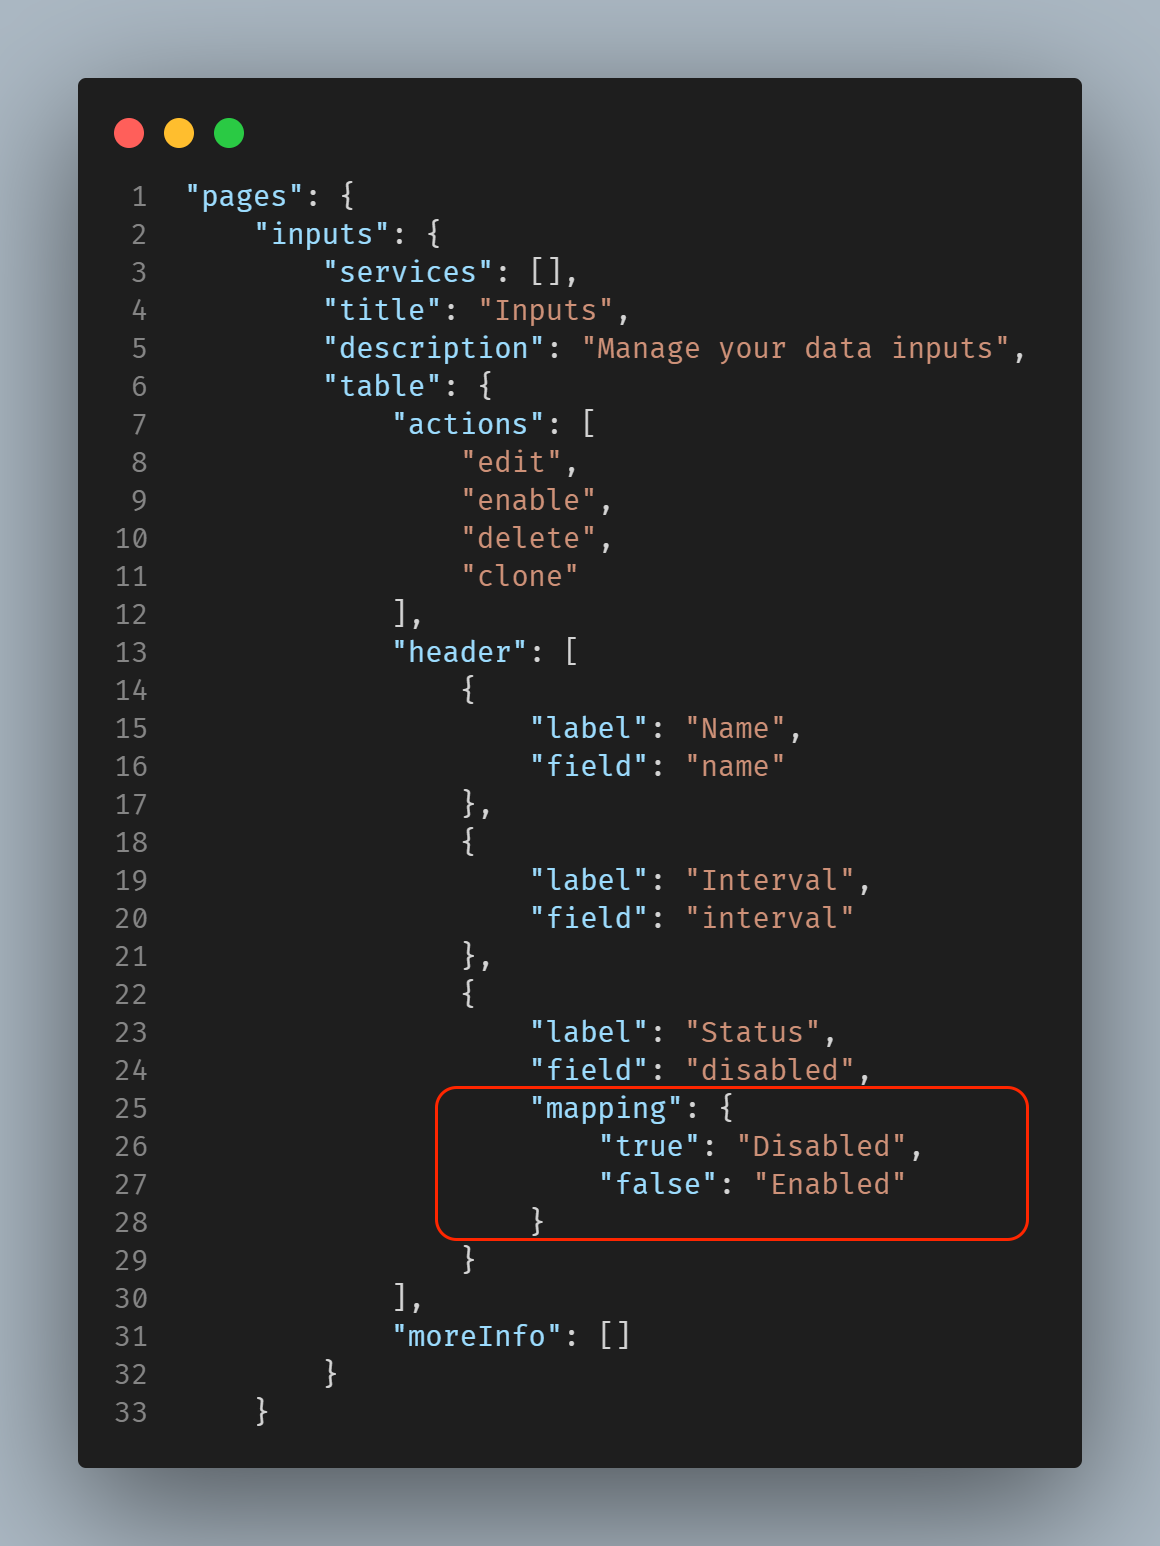 1 "pages": {
2     "inputs": {
3         "services": [],
4         "title": "Inputs",
5         "description": "Manage your data inputs",
6         "table": {
7             "actions": [
8                 "edit",
9                 "enable",
10                 "delete",
11                 "clone"
12             ],
13             "header": [
14                 {
15                     "label": "Name",
16                     "field": "name"
17                 },
18                 {
19                     "label": "Interval",
20                     "field": "interval"
21                 },
22                 {
23                     "label": "Status",
24                     "field": "disabled",
25                     "mapping": {
26                         "true": "Disabled",
27                         "false": "Enabled"
28                     }
29                 }
30             ],
31             "moreInfo": []
32         }
33     }